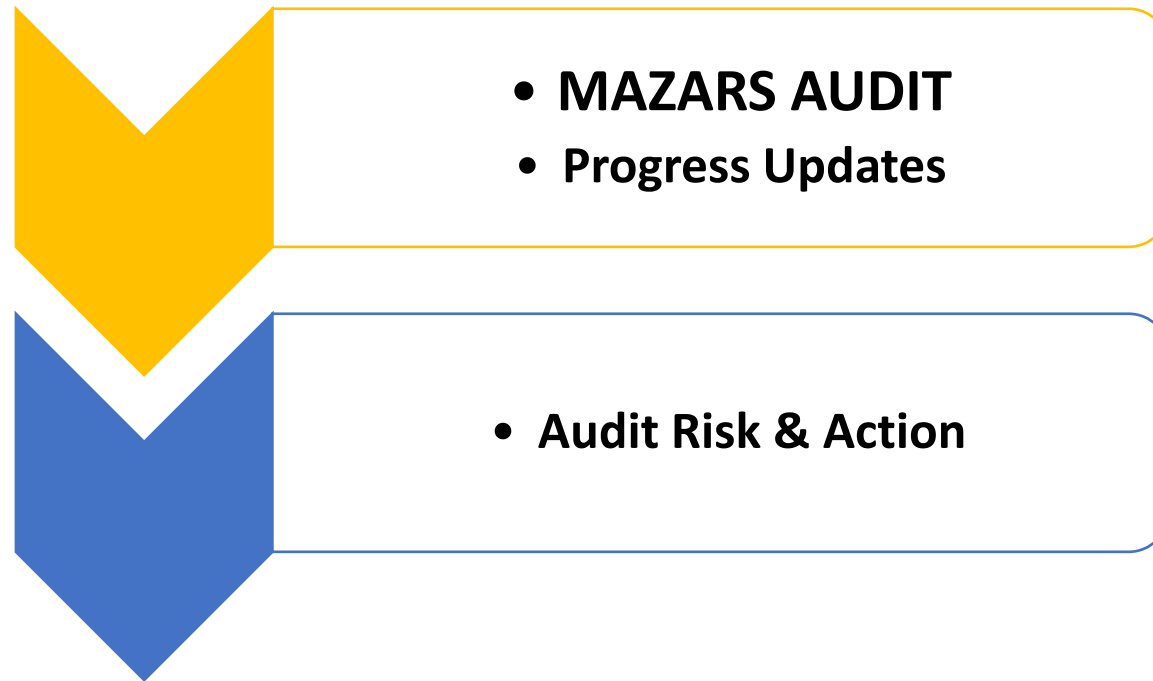 • MAZARS AUDIT
• Progress Updates
• Audit Risk & Action